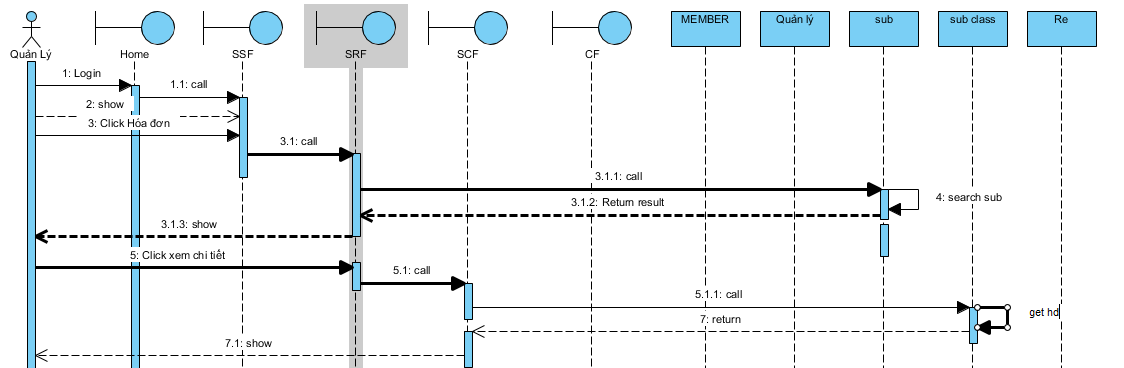 MEMBER
Quản lý
sub
sub class
Re
Quản Lý
Home
SSF
SRF
SCF
CF
1: Login
1.1: call
2: show
3: Click Hóa đơn
3.1: call
3.1.1: call
4: search sub
3.1.2: Return result
3.1.3: show
5: Click xem chi tiết
5.1: call
5.1.1: call
get hd
7: return
7.1: show